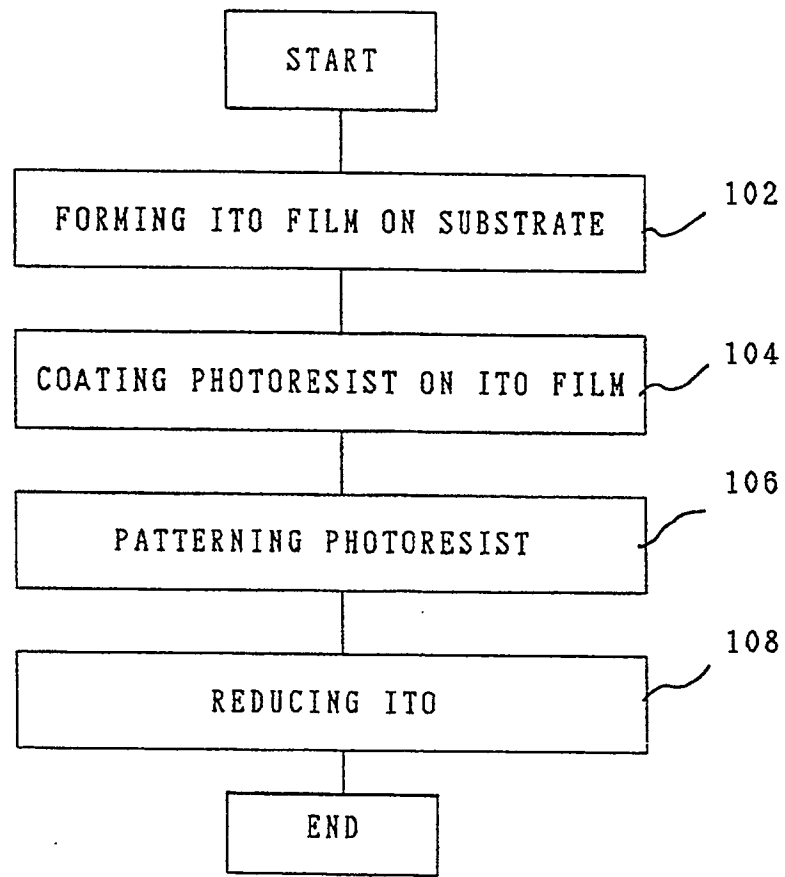 START
FORMING ITO FILM ON SUBSTRATE
102
COATING PHOTORESIST ON ITO FILM
104
PATTERNING PHOTORESIST
106
REDUCING ITO
108
END